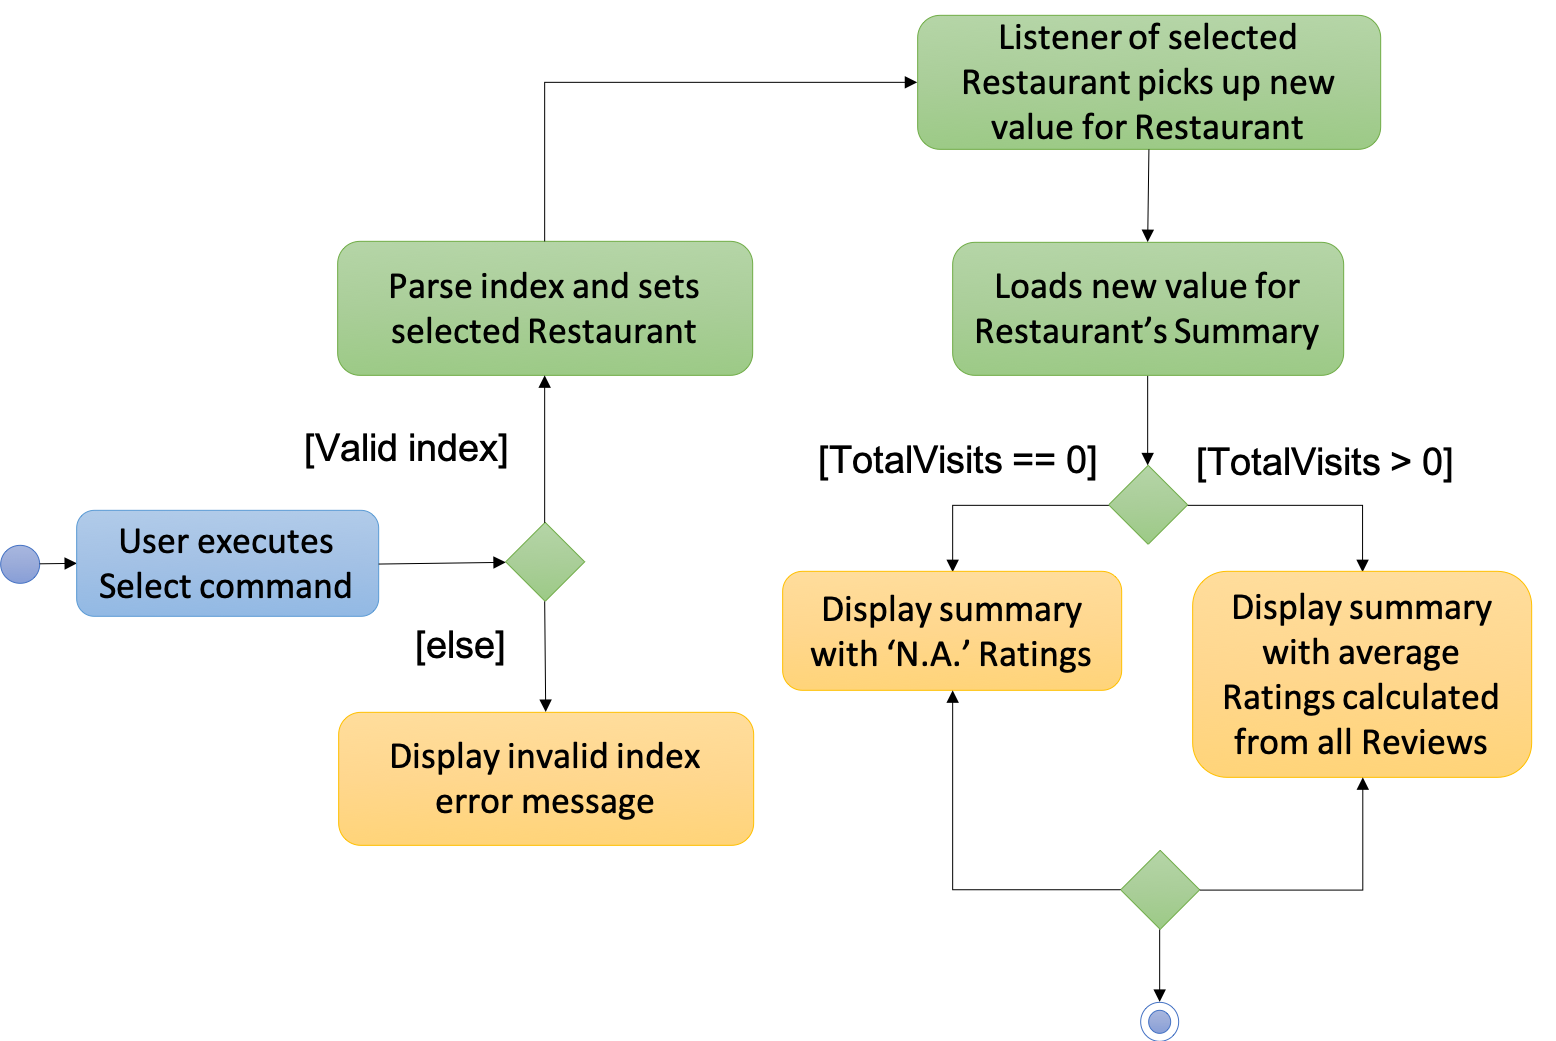 Listener of selected
Restaurant picks up new
value for Restaurant
Parse index and sets
selected Restaurant
Loads new value for
Restaurant’s Summary
[Valid index]
[TotalVisits == 0]
[TotalVisits > 0]
User executes
Select command
[else]
Display summary
with ‘N.A.’ Ratings
Display summary
with average
Ratings calculated
from all Reviews
Display invalid index
error message